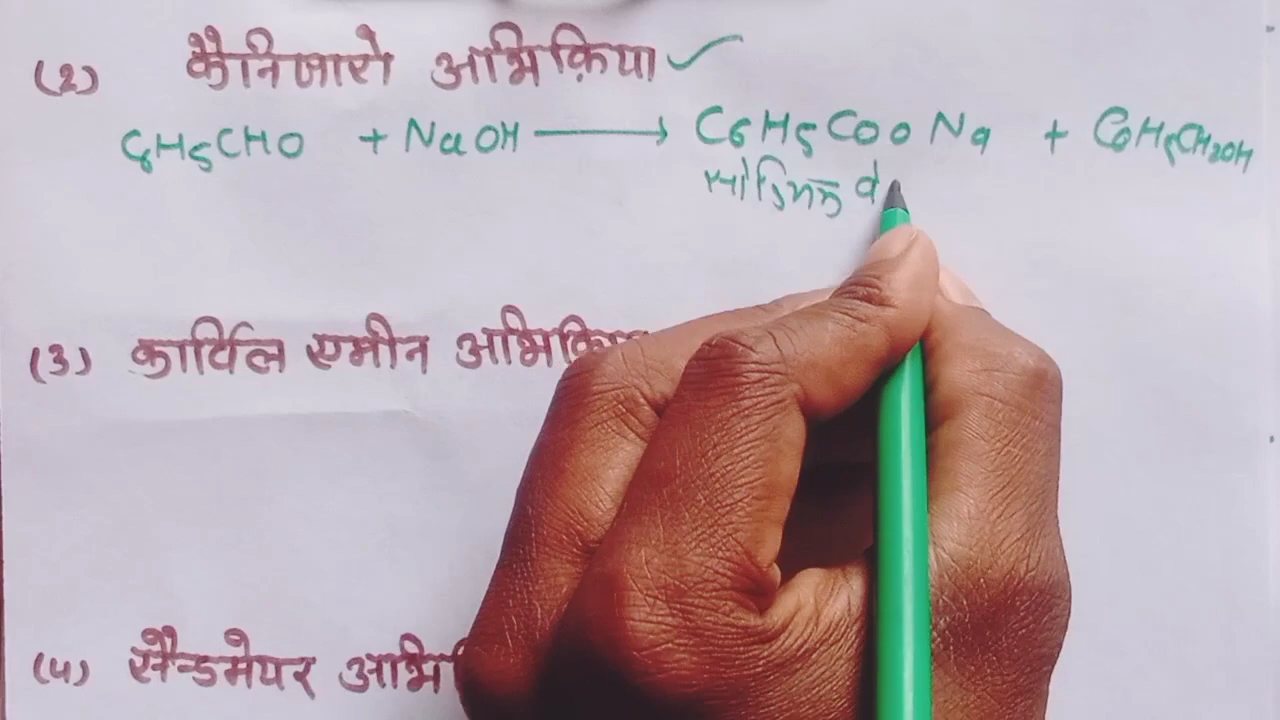 (2) कैनिजारो अभिक्रिया ✓
C6H5CHO + NaOH ⟶ C6H5COONa + C6H5CH2OH
सोडियम बे
(3) कार्विल एमीन अभिक्रिया
(4) सैन्डमेयर अभि